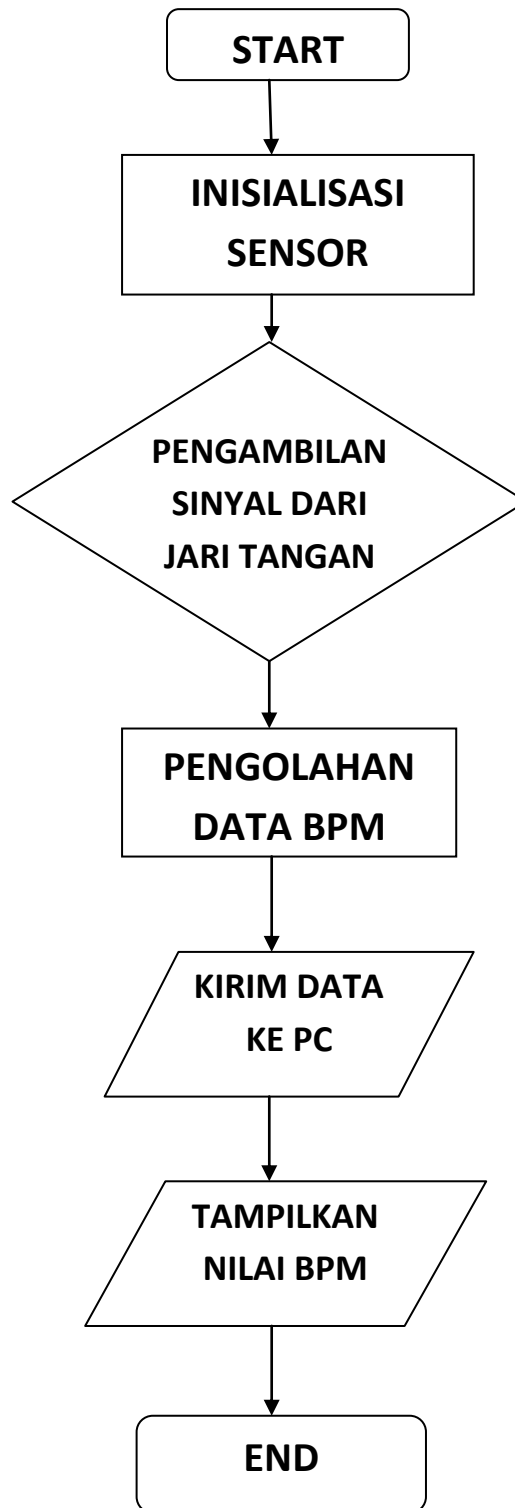 START
INISIALISASI
SENSOR
PENGAMBILAN
SINYAL DARI
JARI TANGAN
PENGOLAHAN
DATA BPM
KIRIM DATA
KE PC
TAMPILKAN
NILAI BPM
END